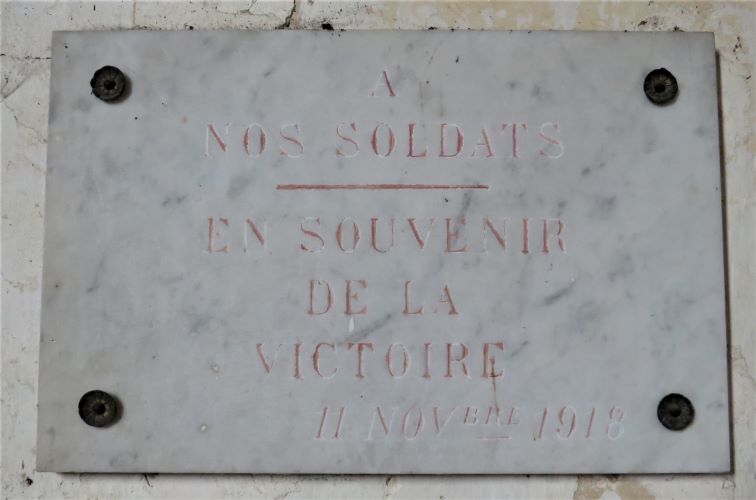 A
NOS SOLDATS
EN SOUVENIR
DE LA
VICTOIRE
11 NOVBRE 1918